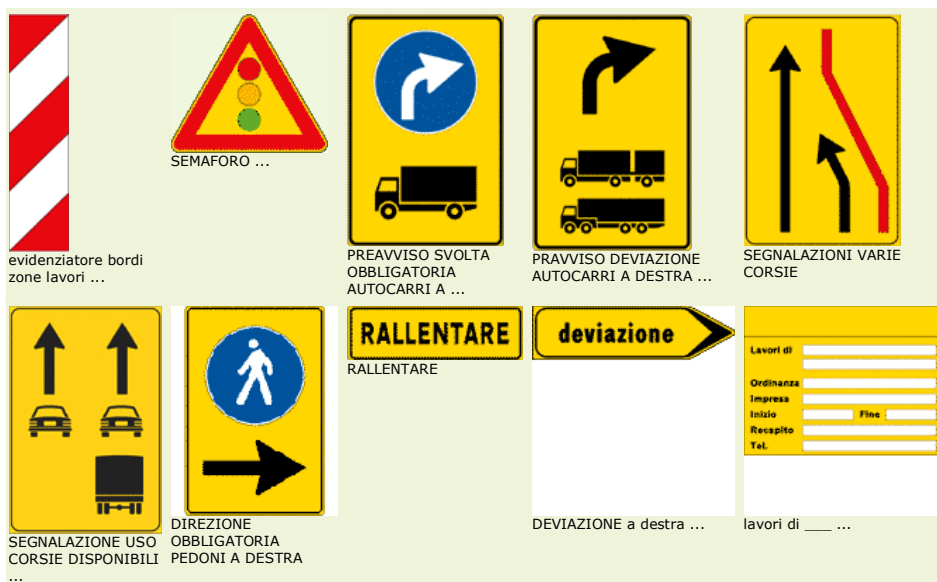 evidenziatore bordi
zone lavori ...
SEMAFORO ...
PREAVVISO SVOLTA
OBBLIGATORIA
AUTOCARRI A ...
PRAVVISO DEVIAZIONE
AUTOCARRI A DESTRA ...
SEGNALAZIONI VARIE
CORSIE
SEGNALAZIONE USO
CORSIE DISPONIBILI
...
DIREZIONE
OBBLIGATORIA
PEDONI A DESTRA
RALLENTARE
RALLENTARE
deviazione
DEVIAZIONE a destra ...
Lavori di
Ordinanza
Impresa
Inizio Fine
Recapito
Tel.
lavori di ___ ...